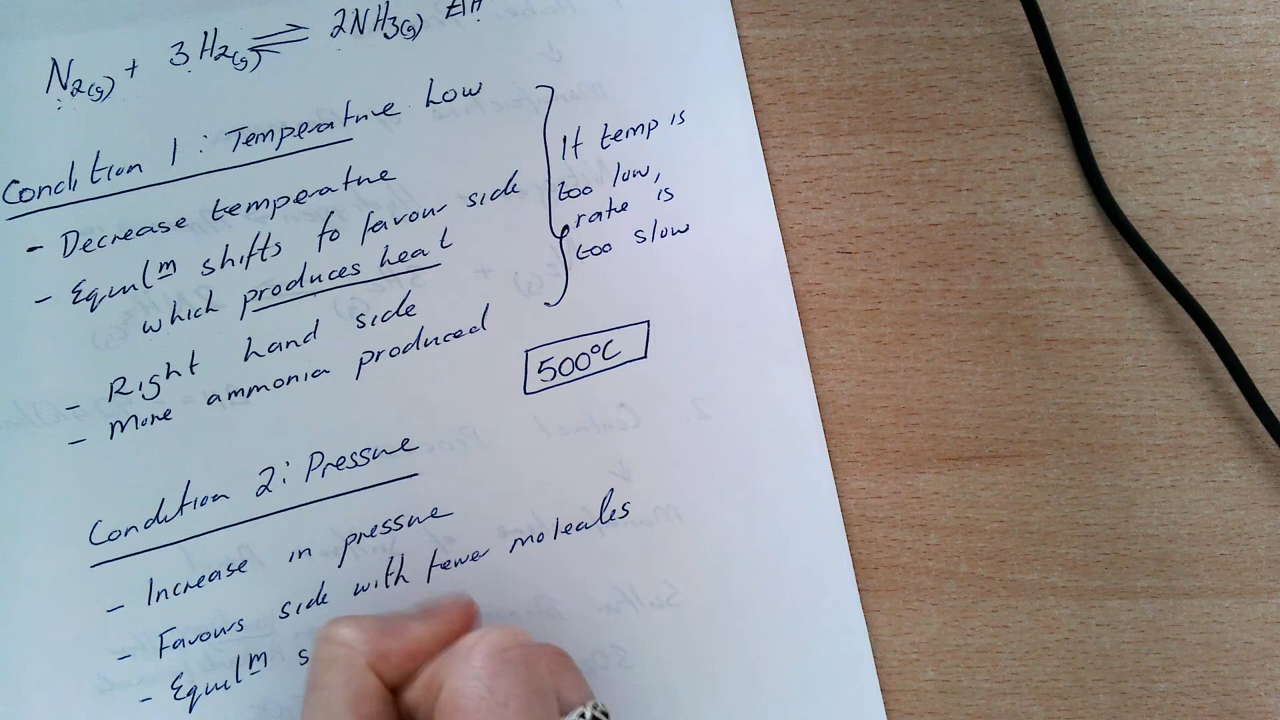 N2(g) + 3H2(g) ⇌ 2NH3(g) ΔH
Condition 1: Temperature Low
- Decrease temperature
- Equilm shifts to favour side
which produces heat
- Right hand side
- More ammonia produced
If temp is
too low,
rate is
too slow
500°C
Condition 2: Pressure
- Increase in pressure
- Favours side with fewer molecules
- Equilm s